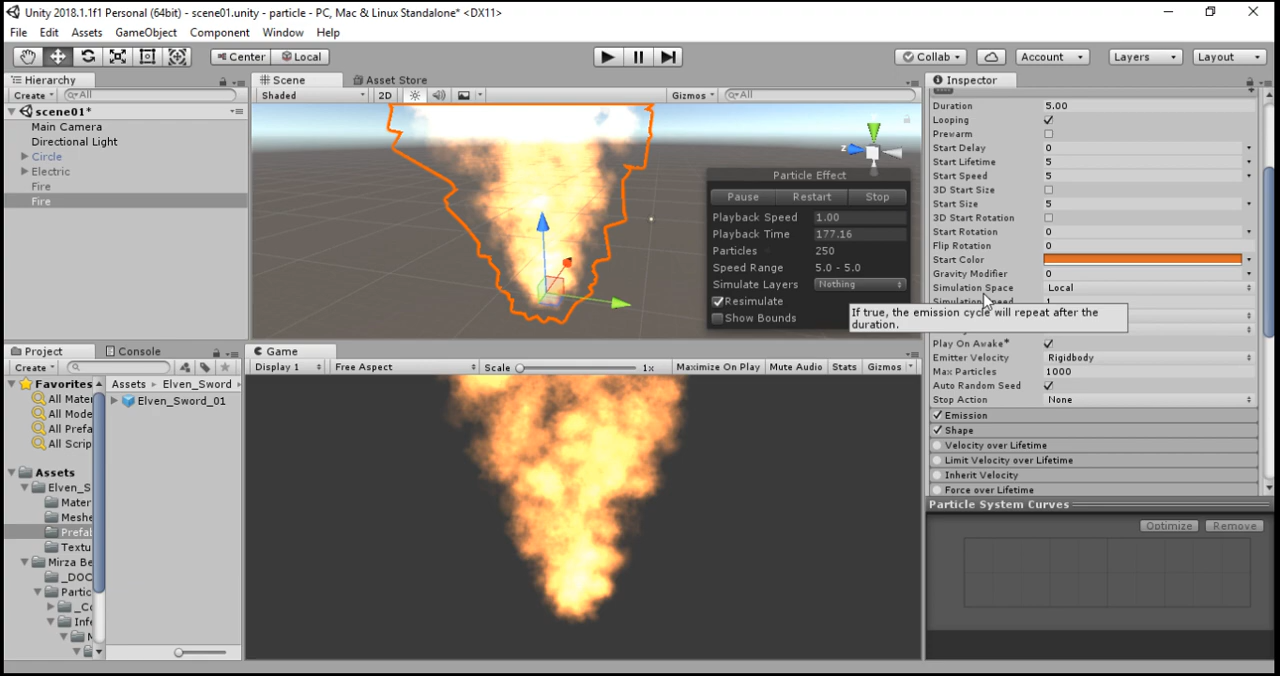 Unity 2018.1.1f1 Personal (64bit) - scene01.unity - particle - PC, Mac & Linux Standalone* <DX11>
File Edit Assets GameObject Component Window Help
Center Local Collab Account Layers Layout
Hierarchy
Create All
scene01*
Main Camera
Directional Light
Circle
Electric
Fire
Fire
Scene Asset Store
Shaded 2D Gizmos All
Particle Effect
Pause Restart Stop
Playback Speed 1.00
Playback Time 177.16
Particles 250
Speed Range 5.0 - 5.0
Simulate Layers Nothing
Resimulate
Show Bounds
z
Inspector
Duration 5.00
Looping
Prewarm
Start Delay 0
Start Lifetime 5
Start Speed 5
3D Start Size
Start Size 5
3D Start Rotation
Start Rotation 0
Flip Rotation 0
Start Color
Gravity Modifier 0
Simulation Space Local
Simulation Speed 1
If true, the emission cycle will repeat after the
duration.
Play On Awake*
Emitter Velocity Rigidbody
Max Particles 1000
Auto Random Seed
Stop Action None
Emission
Shape
Velocity over Lifetime
Limit Velocity over Lifetime
Inherit Velocity
Force over Lifetime
Particle System Curves
Optimize Remove
Project Console
Create
Favorites
All Mater
All Mode
All Prefa
All Scrip
Assets
Elven_S
Mater
Meshe
Prefal
Textu
Mirza Be
_DOC
Partic
_Co
Infe
M
Assets Elven_Sword
Elven_Sword_01
Game
Display 1 Free Aspect Scale 1x Maximize On Play Mute Audio Stats Gizmos